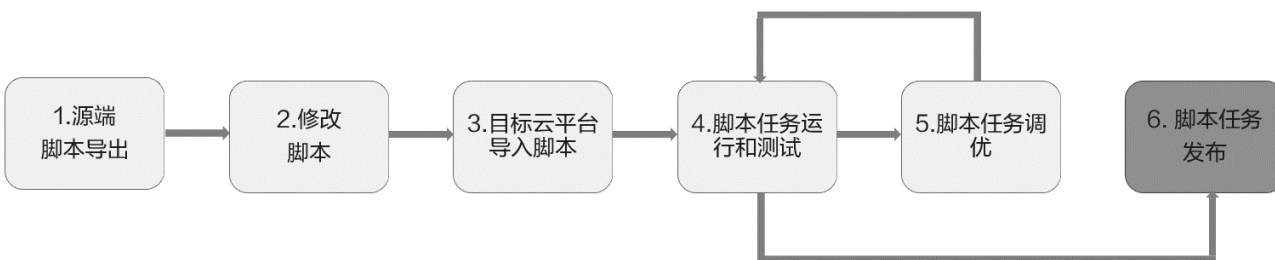 1.源端
脚本导出
2.修改
脚本
3.目标云平台
导入脚本
4.脚本任务运
行和测试
5.脚本任务调
优
6. 脚本任务
发布